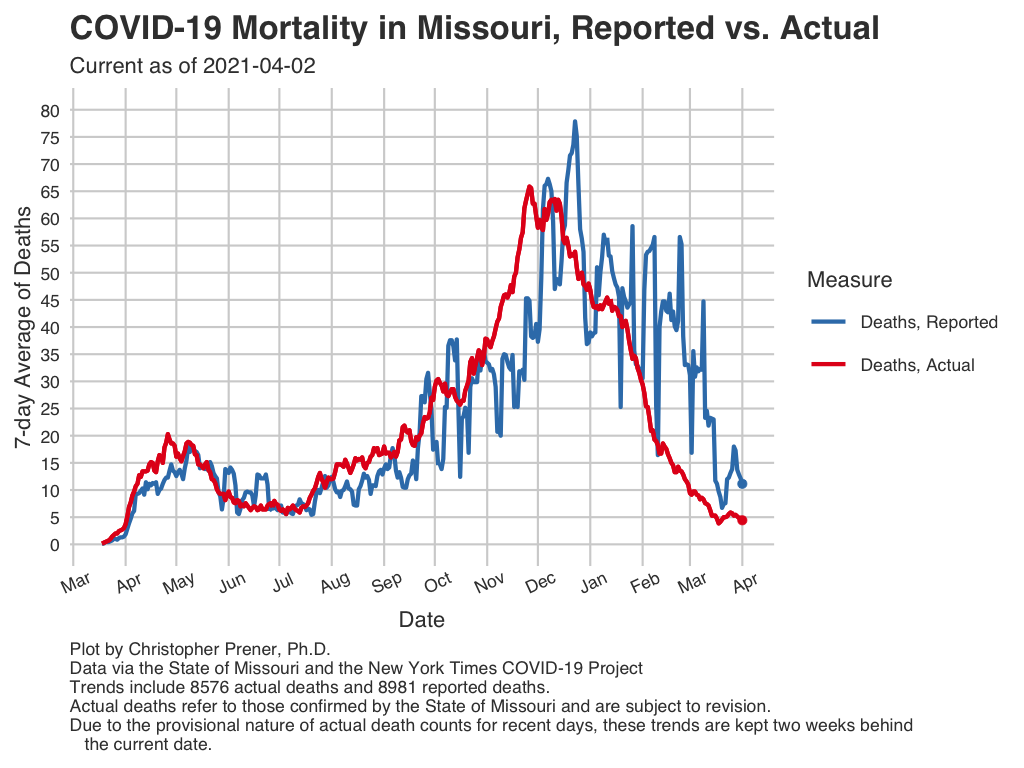 COVID-19 Mortality in Missouri, Reported vs. Actual
Current as of 2021-04-02
80
75
70
65
60
55
50
45
40
35
30
25
20
15
10
5
0
7-day Average of Deaths
Mar Apr May Jun Jul Aug Sep Oct Nov Dec Jan Feb Mar Apr
Date
Measure
Deaths, Reported
Deaths, Actual
Plot by Christopher Prener, Ph.D.
Data via the State of Missouri and the New York Times COVID-19 Project
Trends include 8576 actual deaths and 8981 reported deaths.
Actual deaths refer to those confirmed by the State of Missouri and are subject to revision.
Due to the provisional nature of actual death counts for recent days, these trends are kept two weeks behind
the current date.